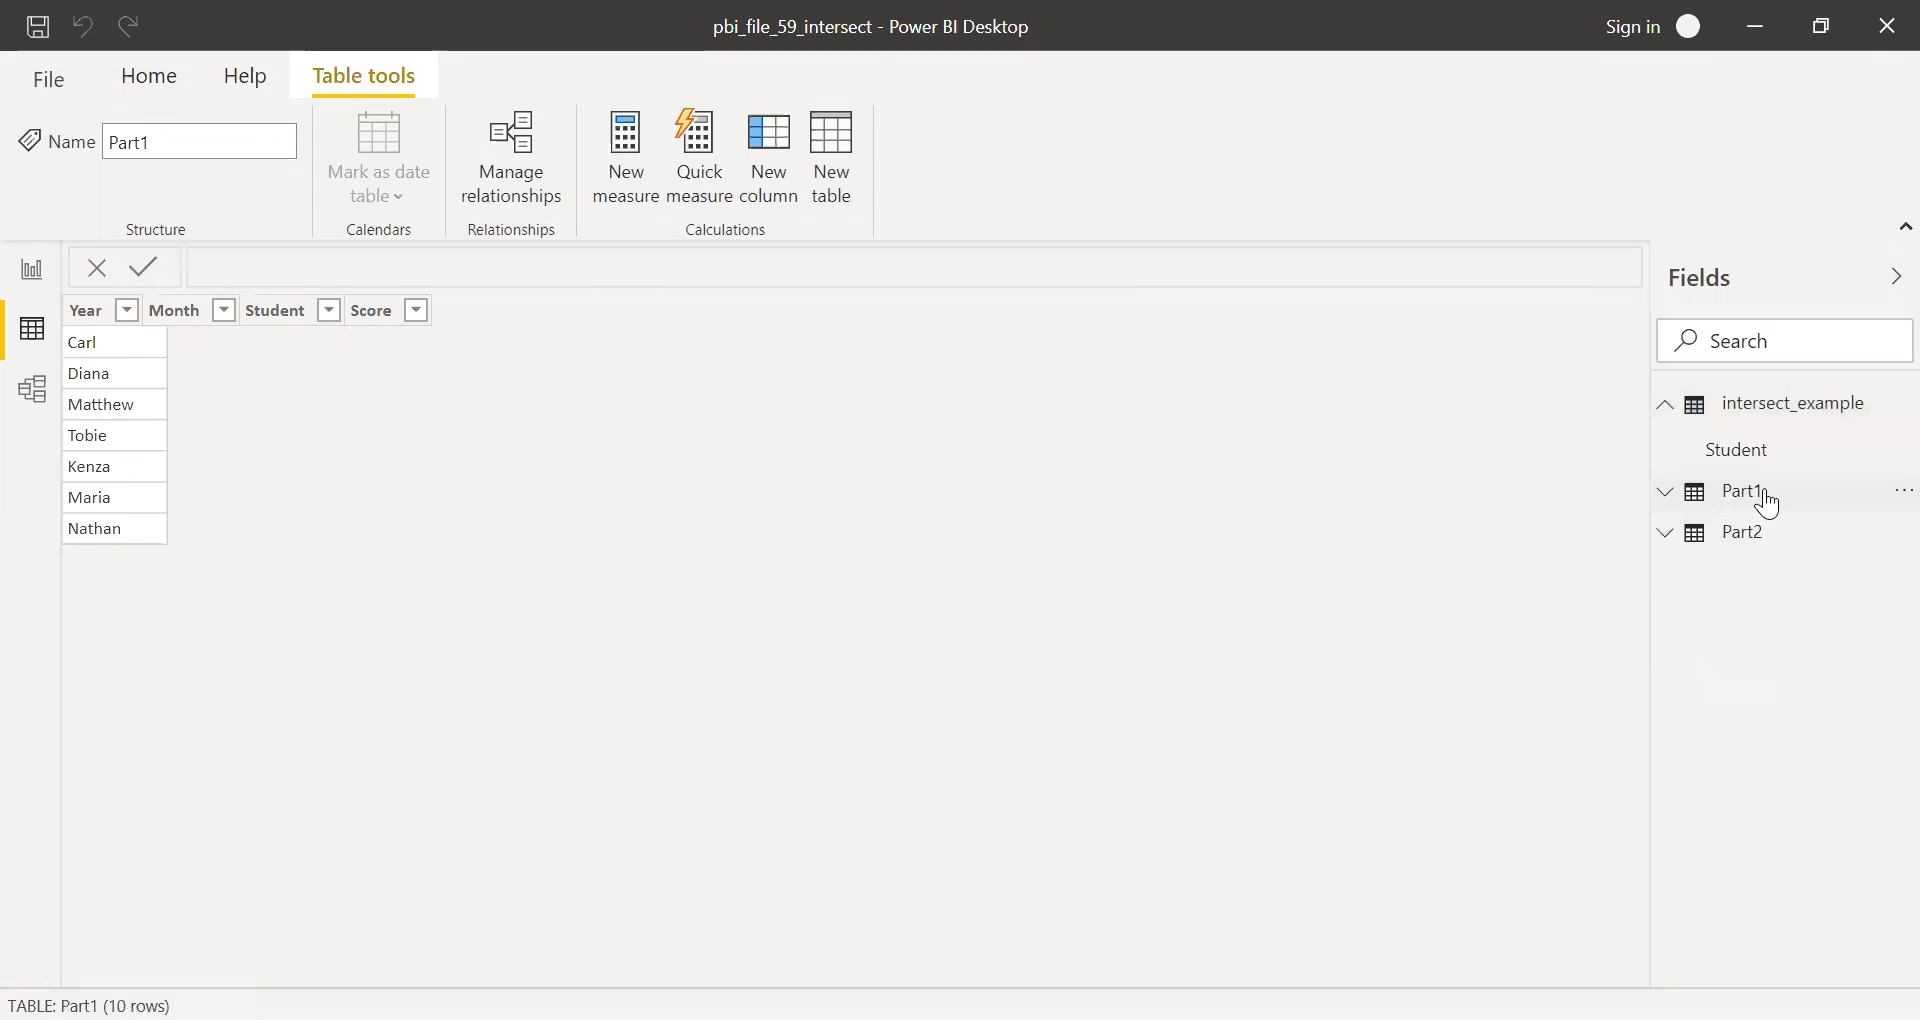 pbi_file_59_intersect - Power BI Desktop
Sign in
File
Home
Help
Table tools
Name
Part1
Structure
Mark as date
table
Calendars
Manage
relationships
Relationships
New
measure
Quick
measure
New
column
New
table
Calculations
Year
Month
Student
Score
Carl
Diana
Matthew
Tobie
Kenza
Maria
Nathan
Fields
Search
intersect_example
Student
Part1
Part2
TABLE: Part1 (10 rows)